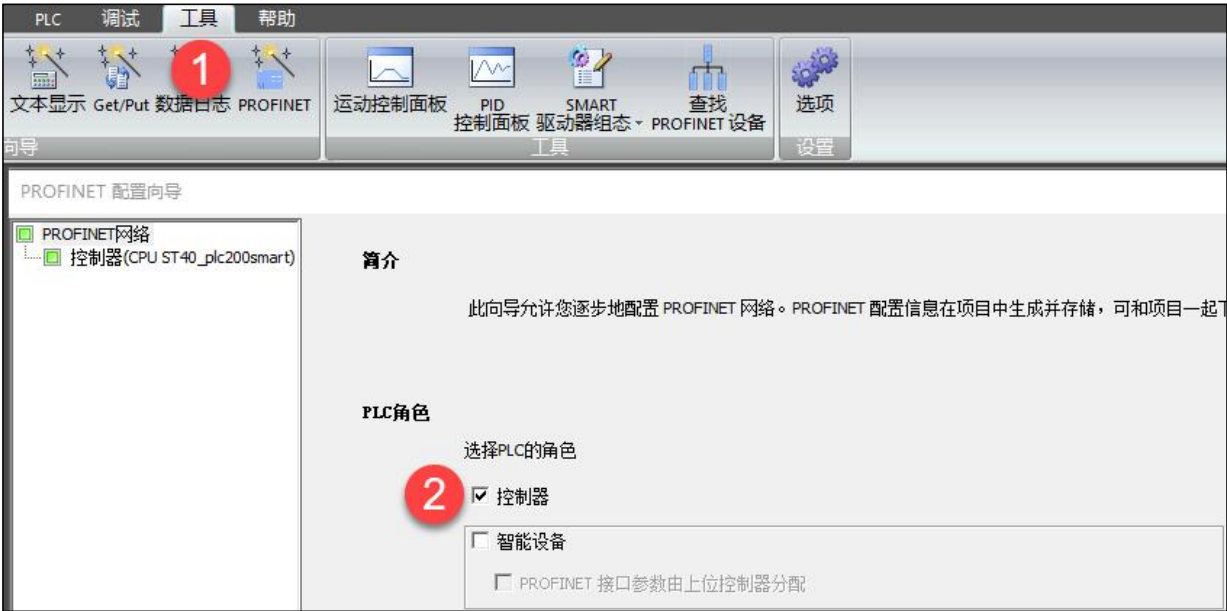 PLC 调试 工具 帮助
文本显示 Get/Put 数据日志 PROFINET
运动控制面板 PID 控制面板 SMART 驱动器组态 查找 PROFINET 设备 选项
向导 工具 设置
1
PROFINET 配置向导
PROFINET网络
控制器(CPU ST40_plc200smart)
简介
此向导允许您逐步地配置 PROFINET 网络。PROFINET 配置信息在项目中生成并存储，可和项目一起
PLC角色
选择PLC的角色
2 控制器
智能设备
PROFINET 接口参数由上位控制器分配